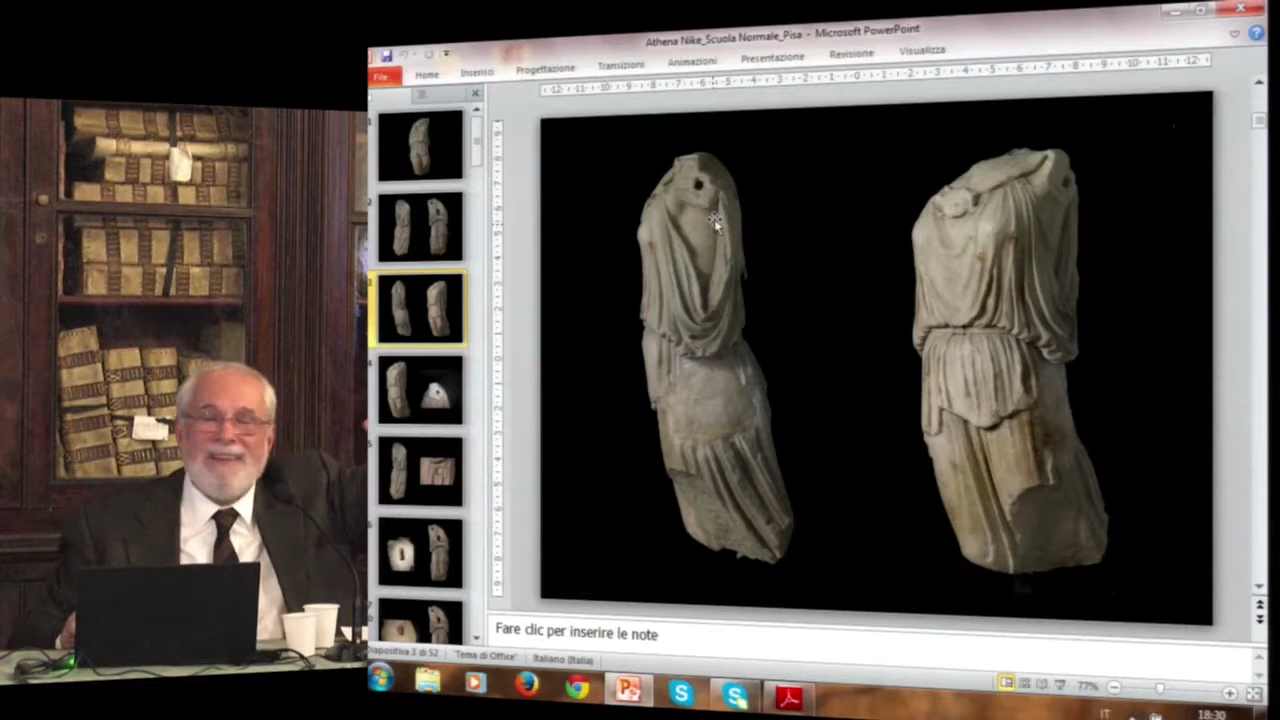 Athena Nike_Scuola Normale_Pisa - Microsoft PowerPoint
File Home Inserisci Progettazione Transizioni Animazioni Presentazione Revisione Visualizza
Fare clic per inserire le note
Diapositiva 3 di 52 "Tema di Office" Italiano (Italia) 77%
IT 18:30